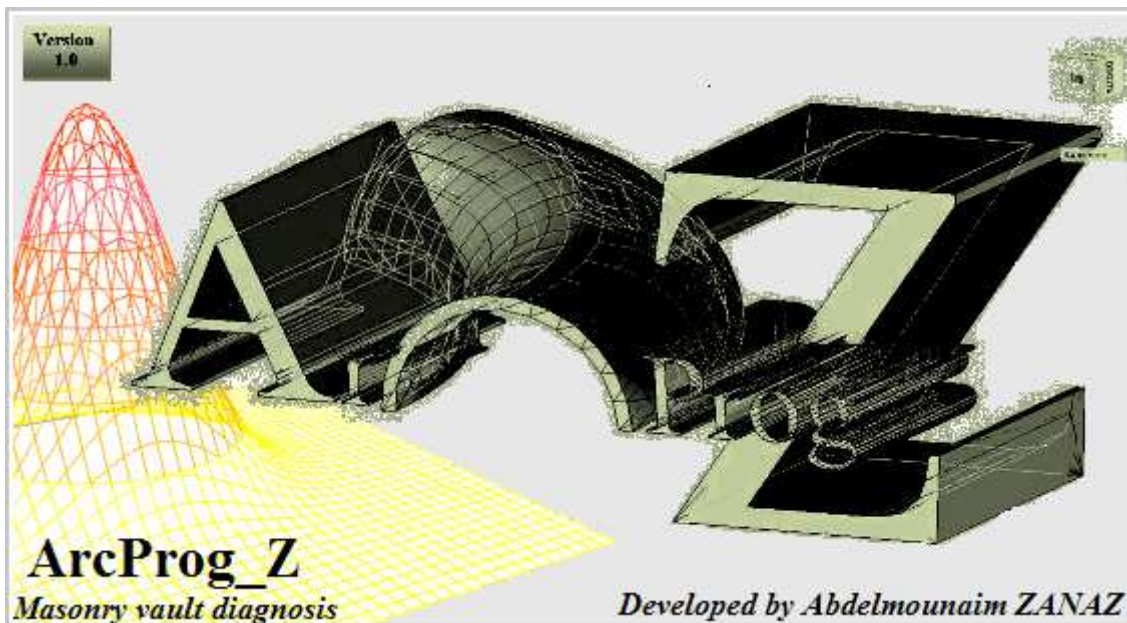 Version
1.0
ArcProg_Z
Masonry vault diagnosis
Developed by Abdelmounaim ZANAZ